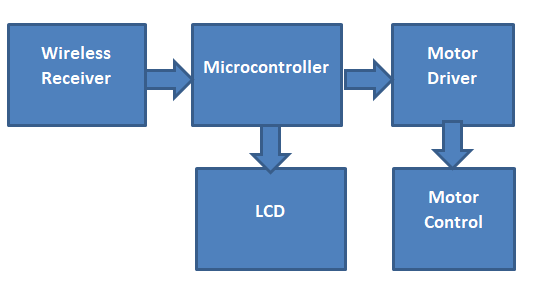 Wireless
Receiver
Microcontroller
Motor
Driver
LCD
Motor
Control